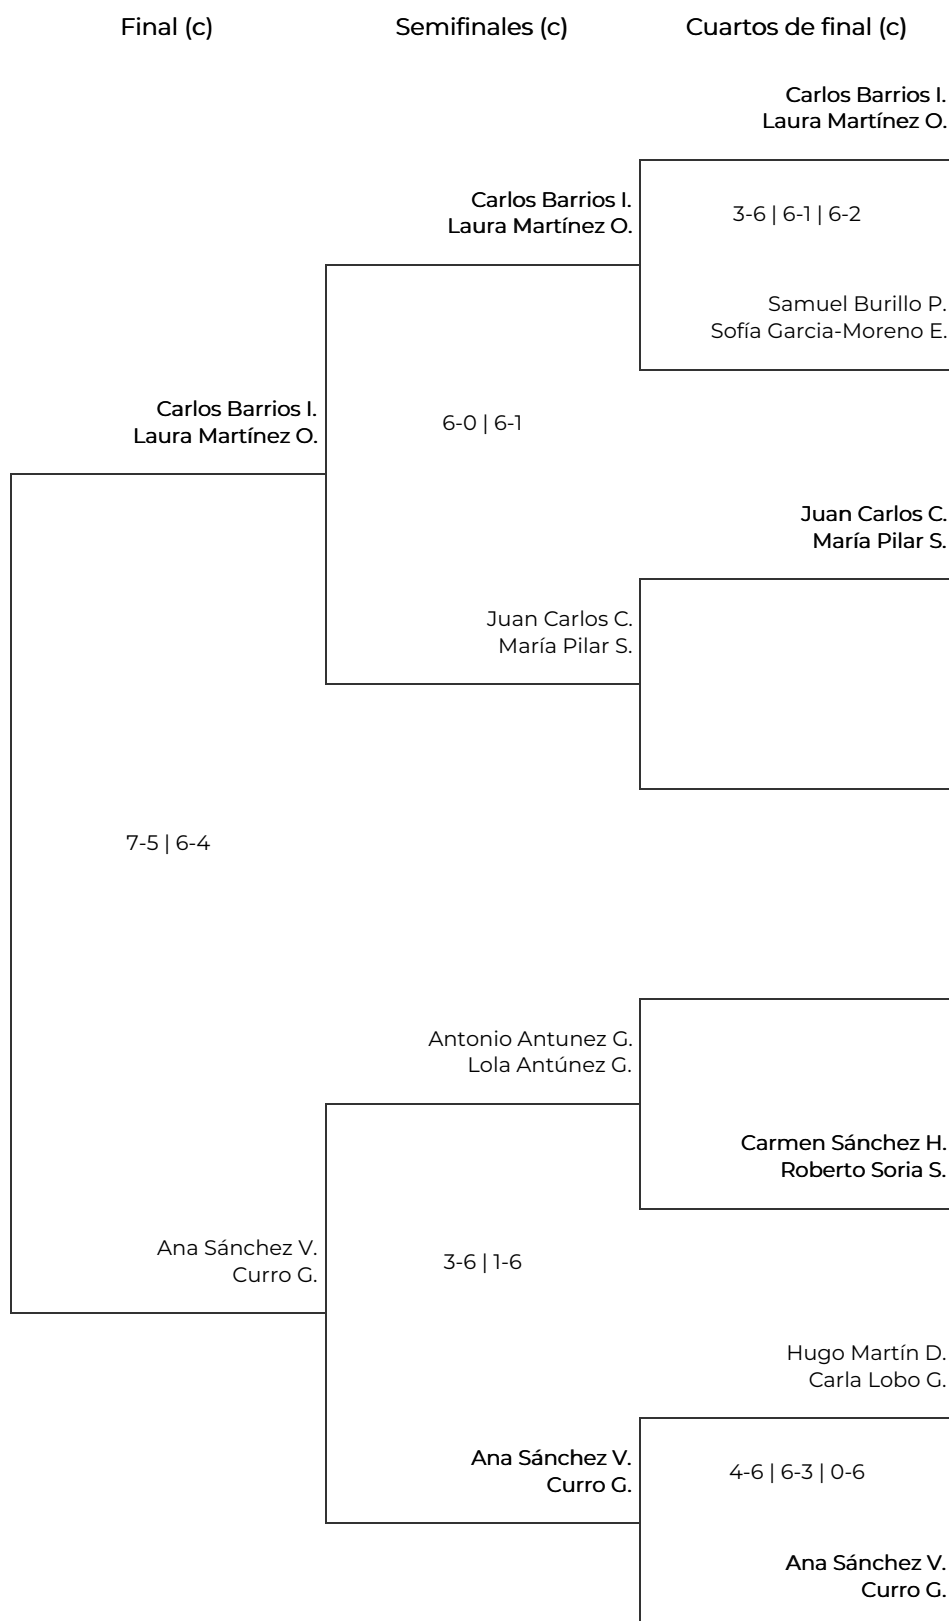 Final (c)
Semifinales (c)
Cuartos de final (c)
Carlos Barrios I.
Laura Martínez O.
Carlos Barrios I.
Laura Martínez O.
3-6 | 6-1 | 6-2
Samuel Burillo P.
Sofía Garcia-Moreno E.
Carlos Barrios I.
Laura Martínez O.
6-0 | 6-1
Juan Carlos C.
María Pilar S.
Juan Carlos C.
María Pilar S.
7-5 | 6-4
Antonio Antunez G.
Lola Antúnez G.
Carmen Sánchez H.
Roberto Soria S.
Ana Sánchez V.
Curro G.
3-6 | 1-6
Hugo Martín D.
Carla Lobo G.
Ana Sánchez V.
Curro G.
4-6 | 6-3 | 0-6
Ana Sánchez V.
Curro G.